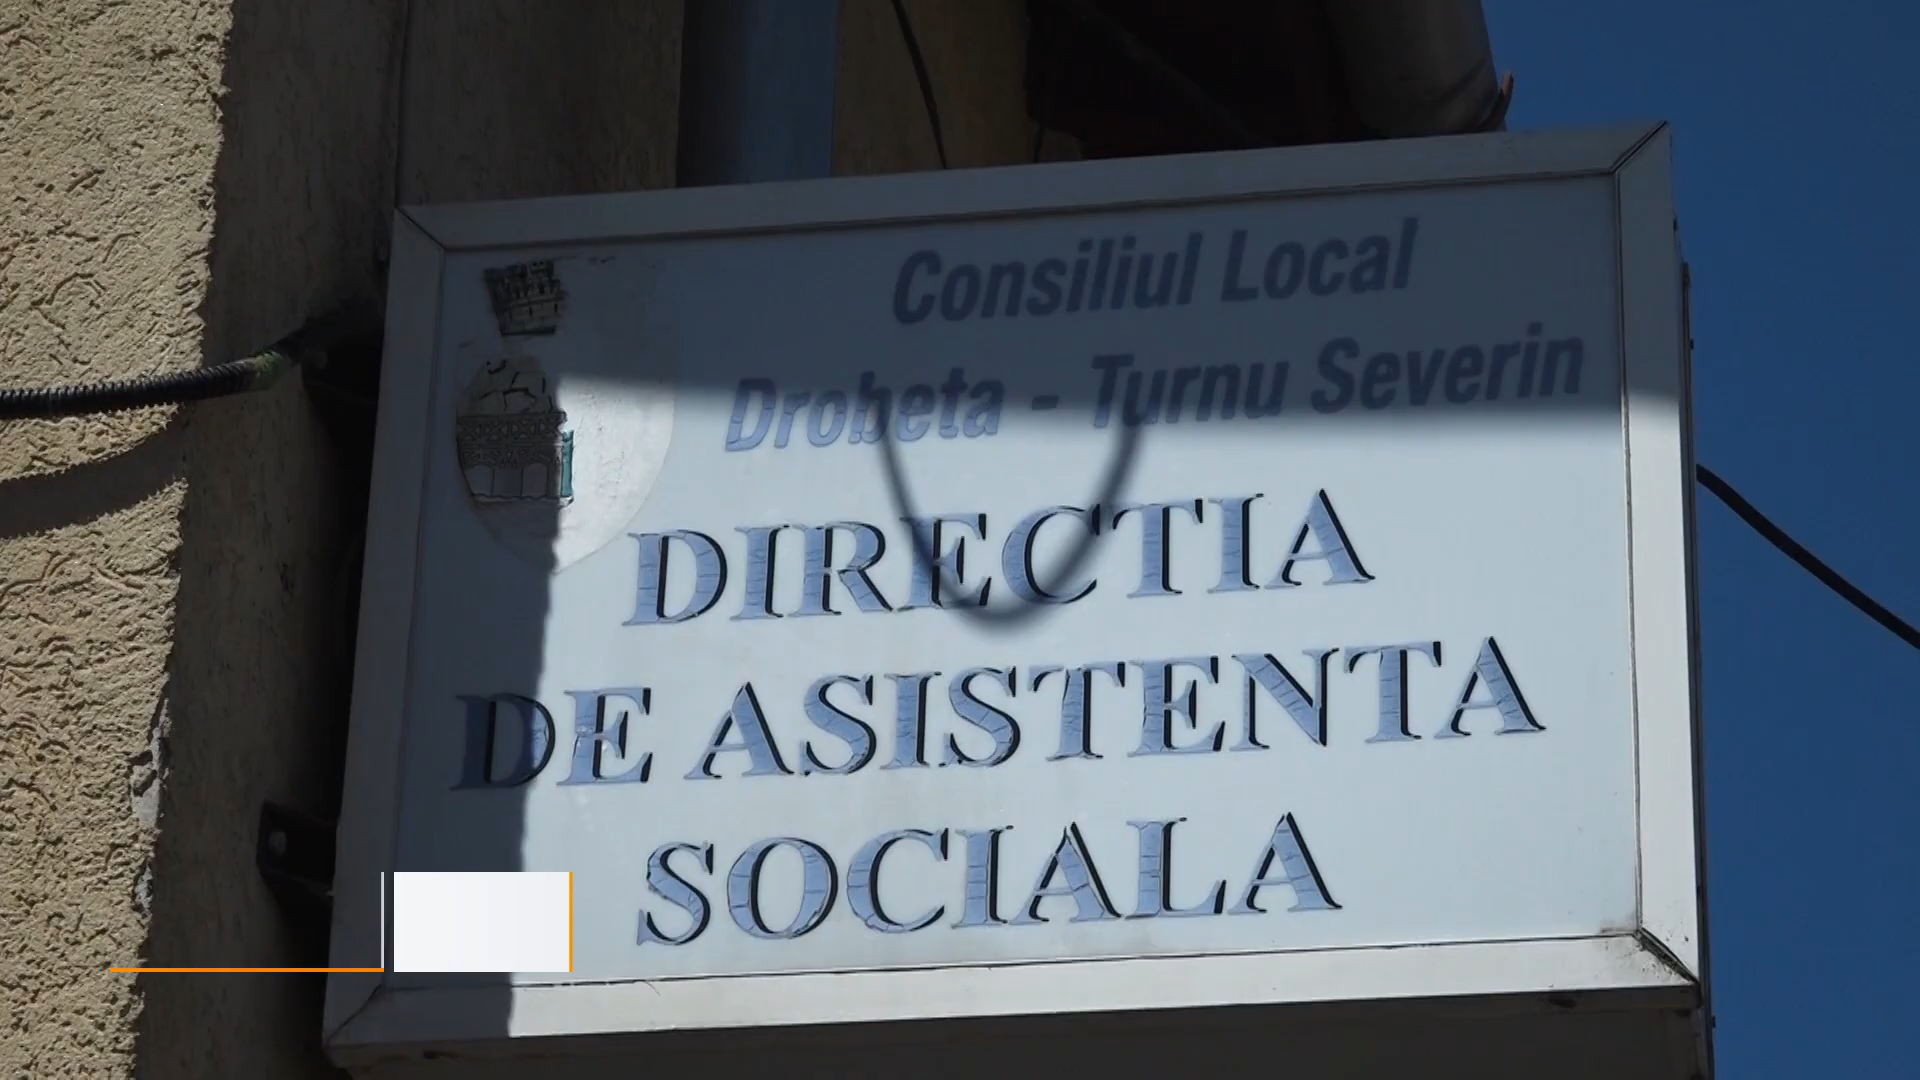 Consiliul Local
Drobeta - Turnu Severin
DIRECTIA
DE ASISTENTA
SOCIALA